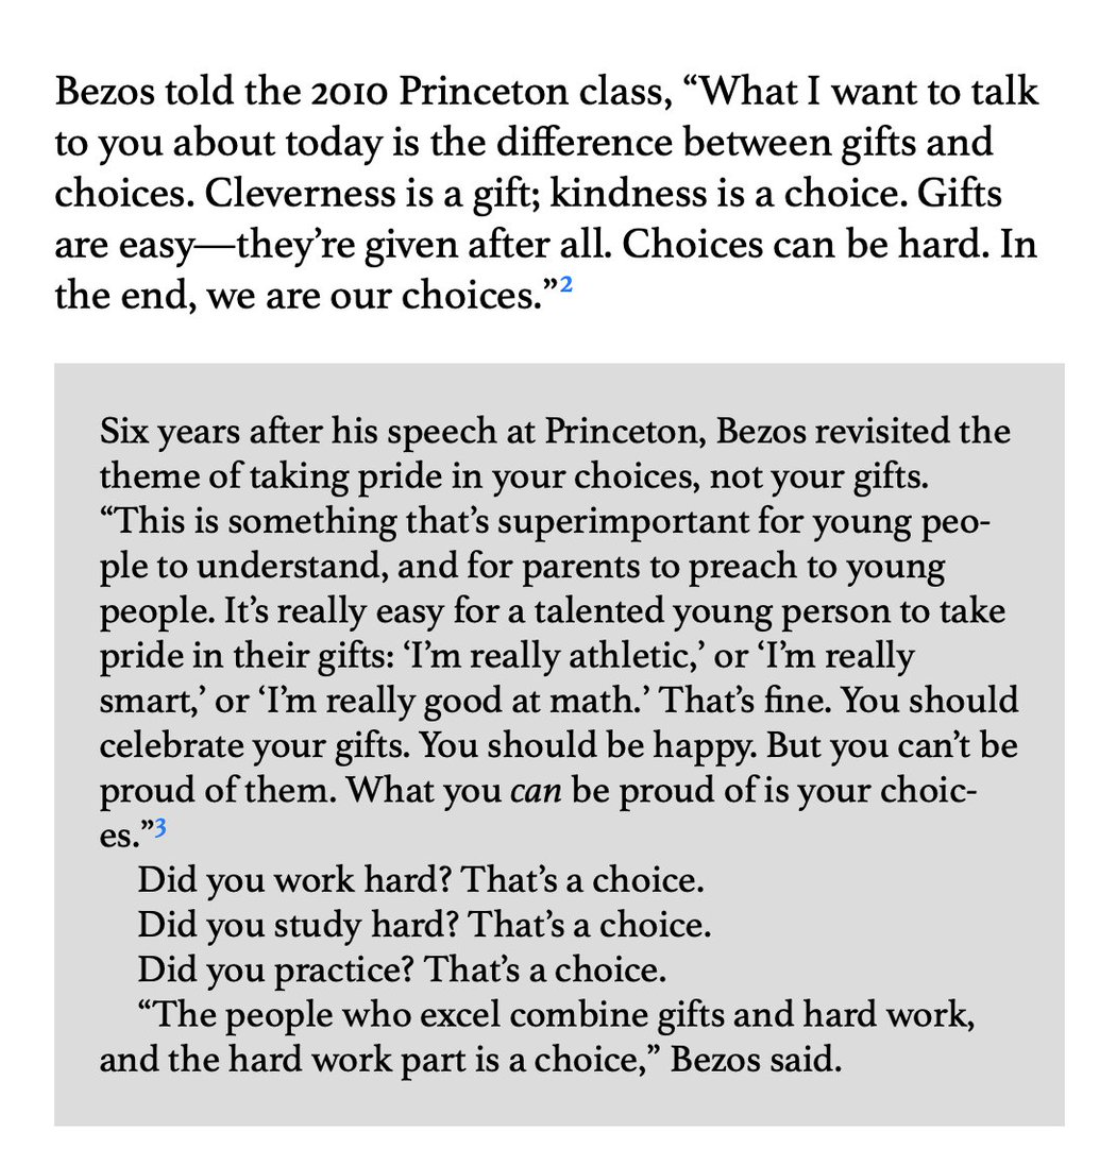 Bezos told the 2010 Princeton class, “What I want to talk
to you about today is the difference between gifts and
choices. Cleverness is a gift; kindness is a choice. Gifts
are easy—they’re given after all. Choices can be hard. In
the end, we are our choices.”2
Six years after his speech at Princeton, Bezos revisited the
theme of taking pride in your choices, not your gifts.
“This is something that’s superimportant for young peo-
ple to understand, and for parents to preach to young
people. It’s really easy for a talented young person to take
pride in their gifts: ‘I’m really athletic,’ or ‘I’m really
smart,’ or ‘I’m really good at math.’ That’s fine. You should
celebrate your gifts. You should be happy. But you can’t be
proud of them. What you can be proud of is your choic-
es.”3
Did you work hard? That’s a choice.
Did you study hard? That’s a choice.
Did you practice? That’s a choice.
“The people who excel combine gifts and hard work,
and the hard work part is a choice,” Bezos said.